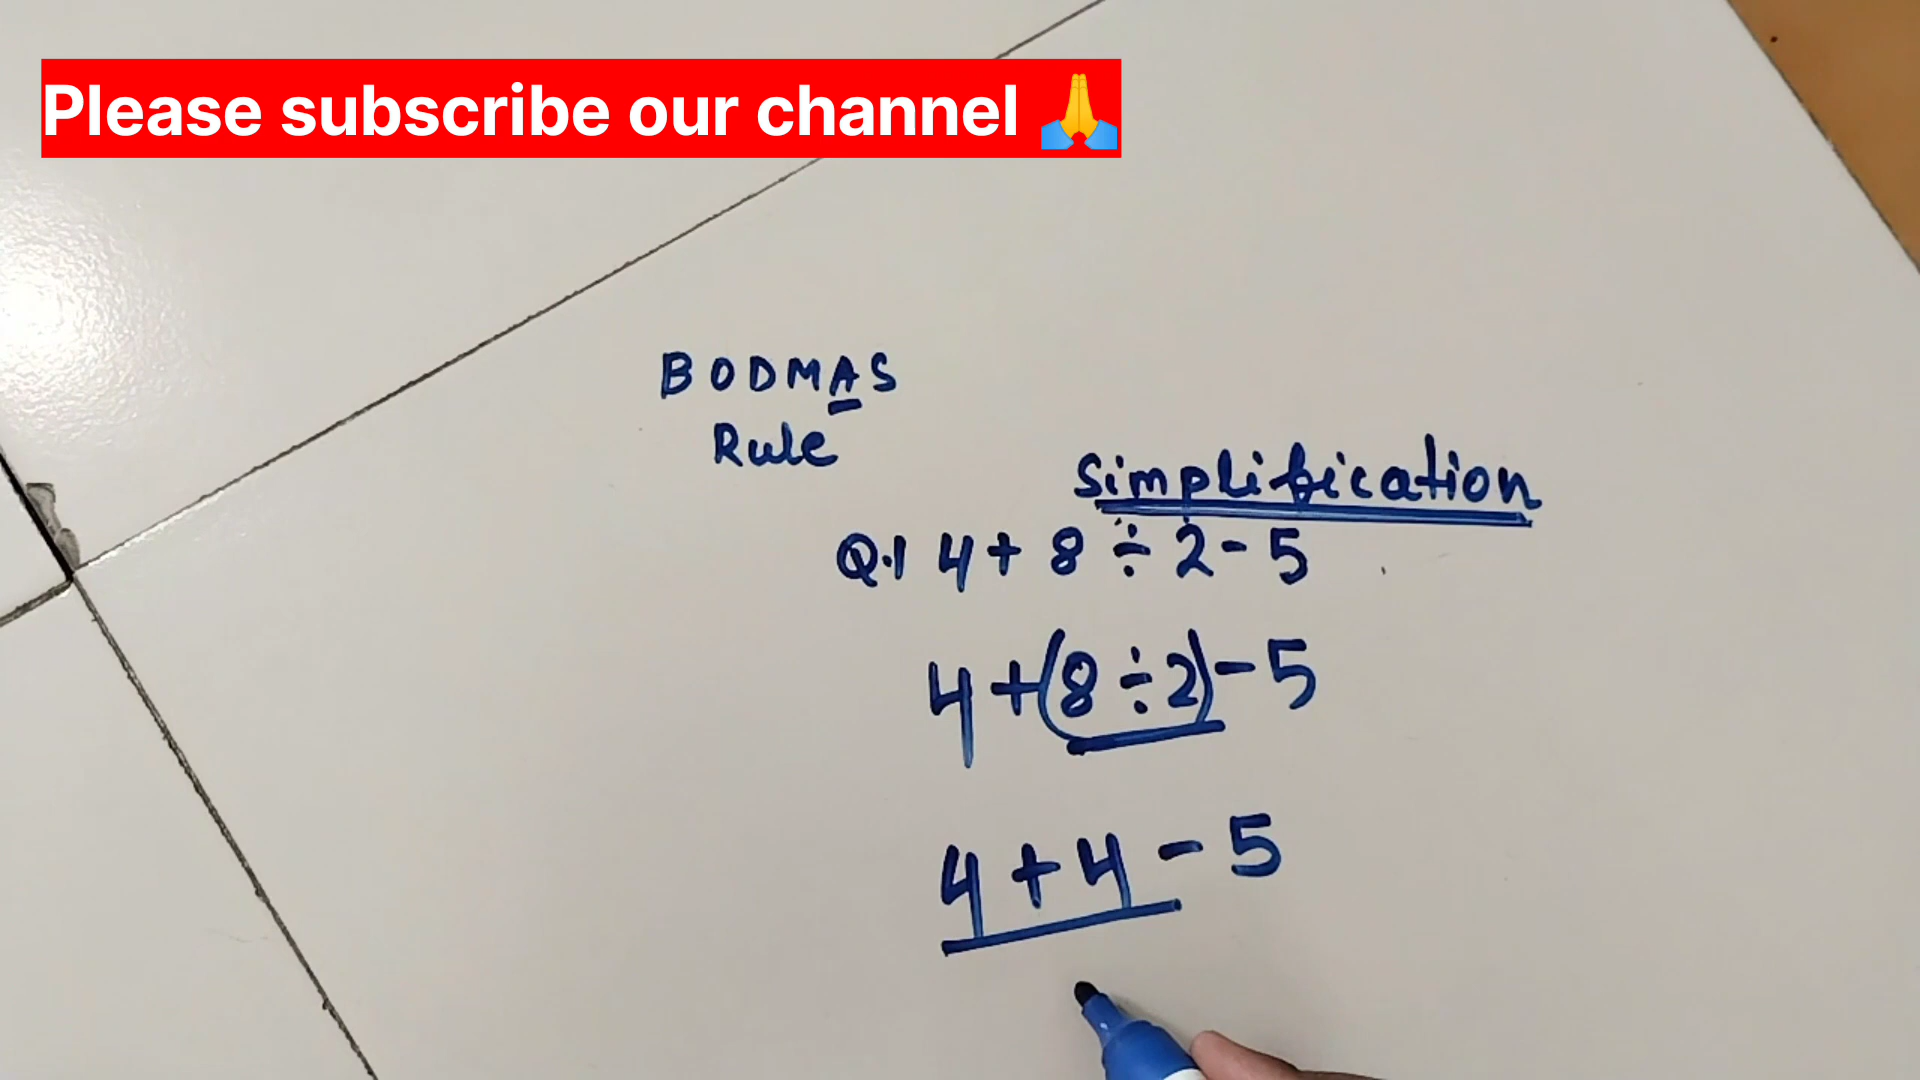 Please subscribe our channel 🙏
BODMAS
Rule
Simplification
Q.1 4 + 8 ÷ 2 - 5
4 + (8 ÷ 2) - 5
4 + 4 - 5